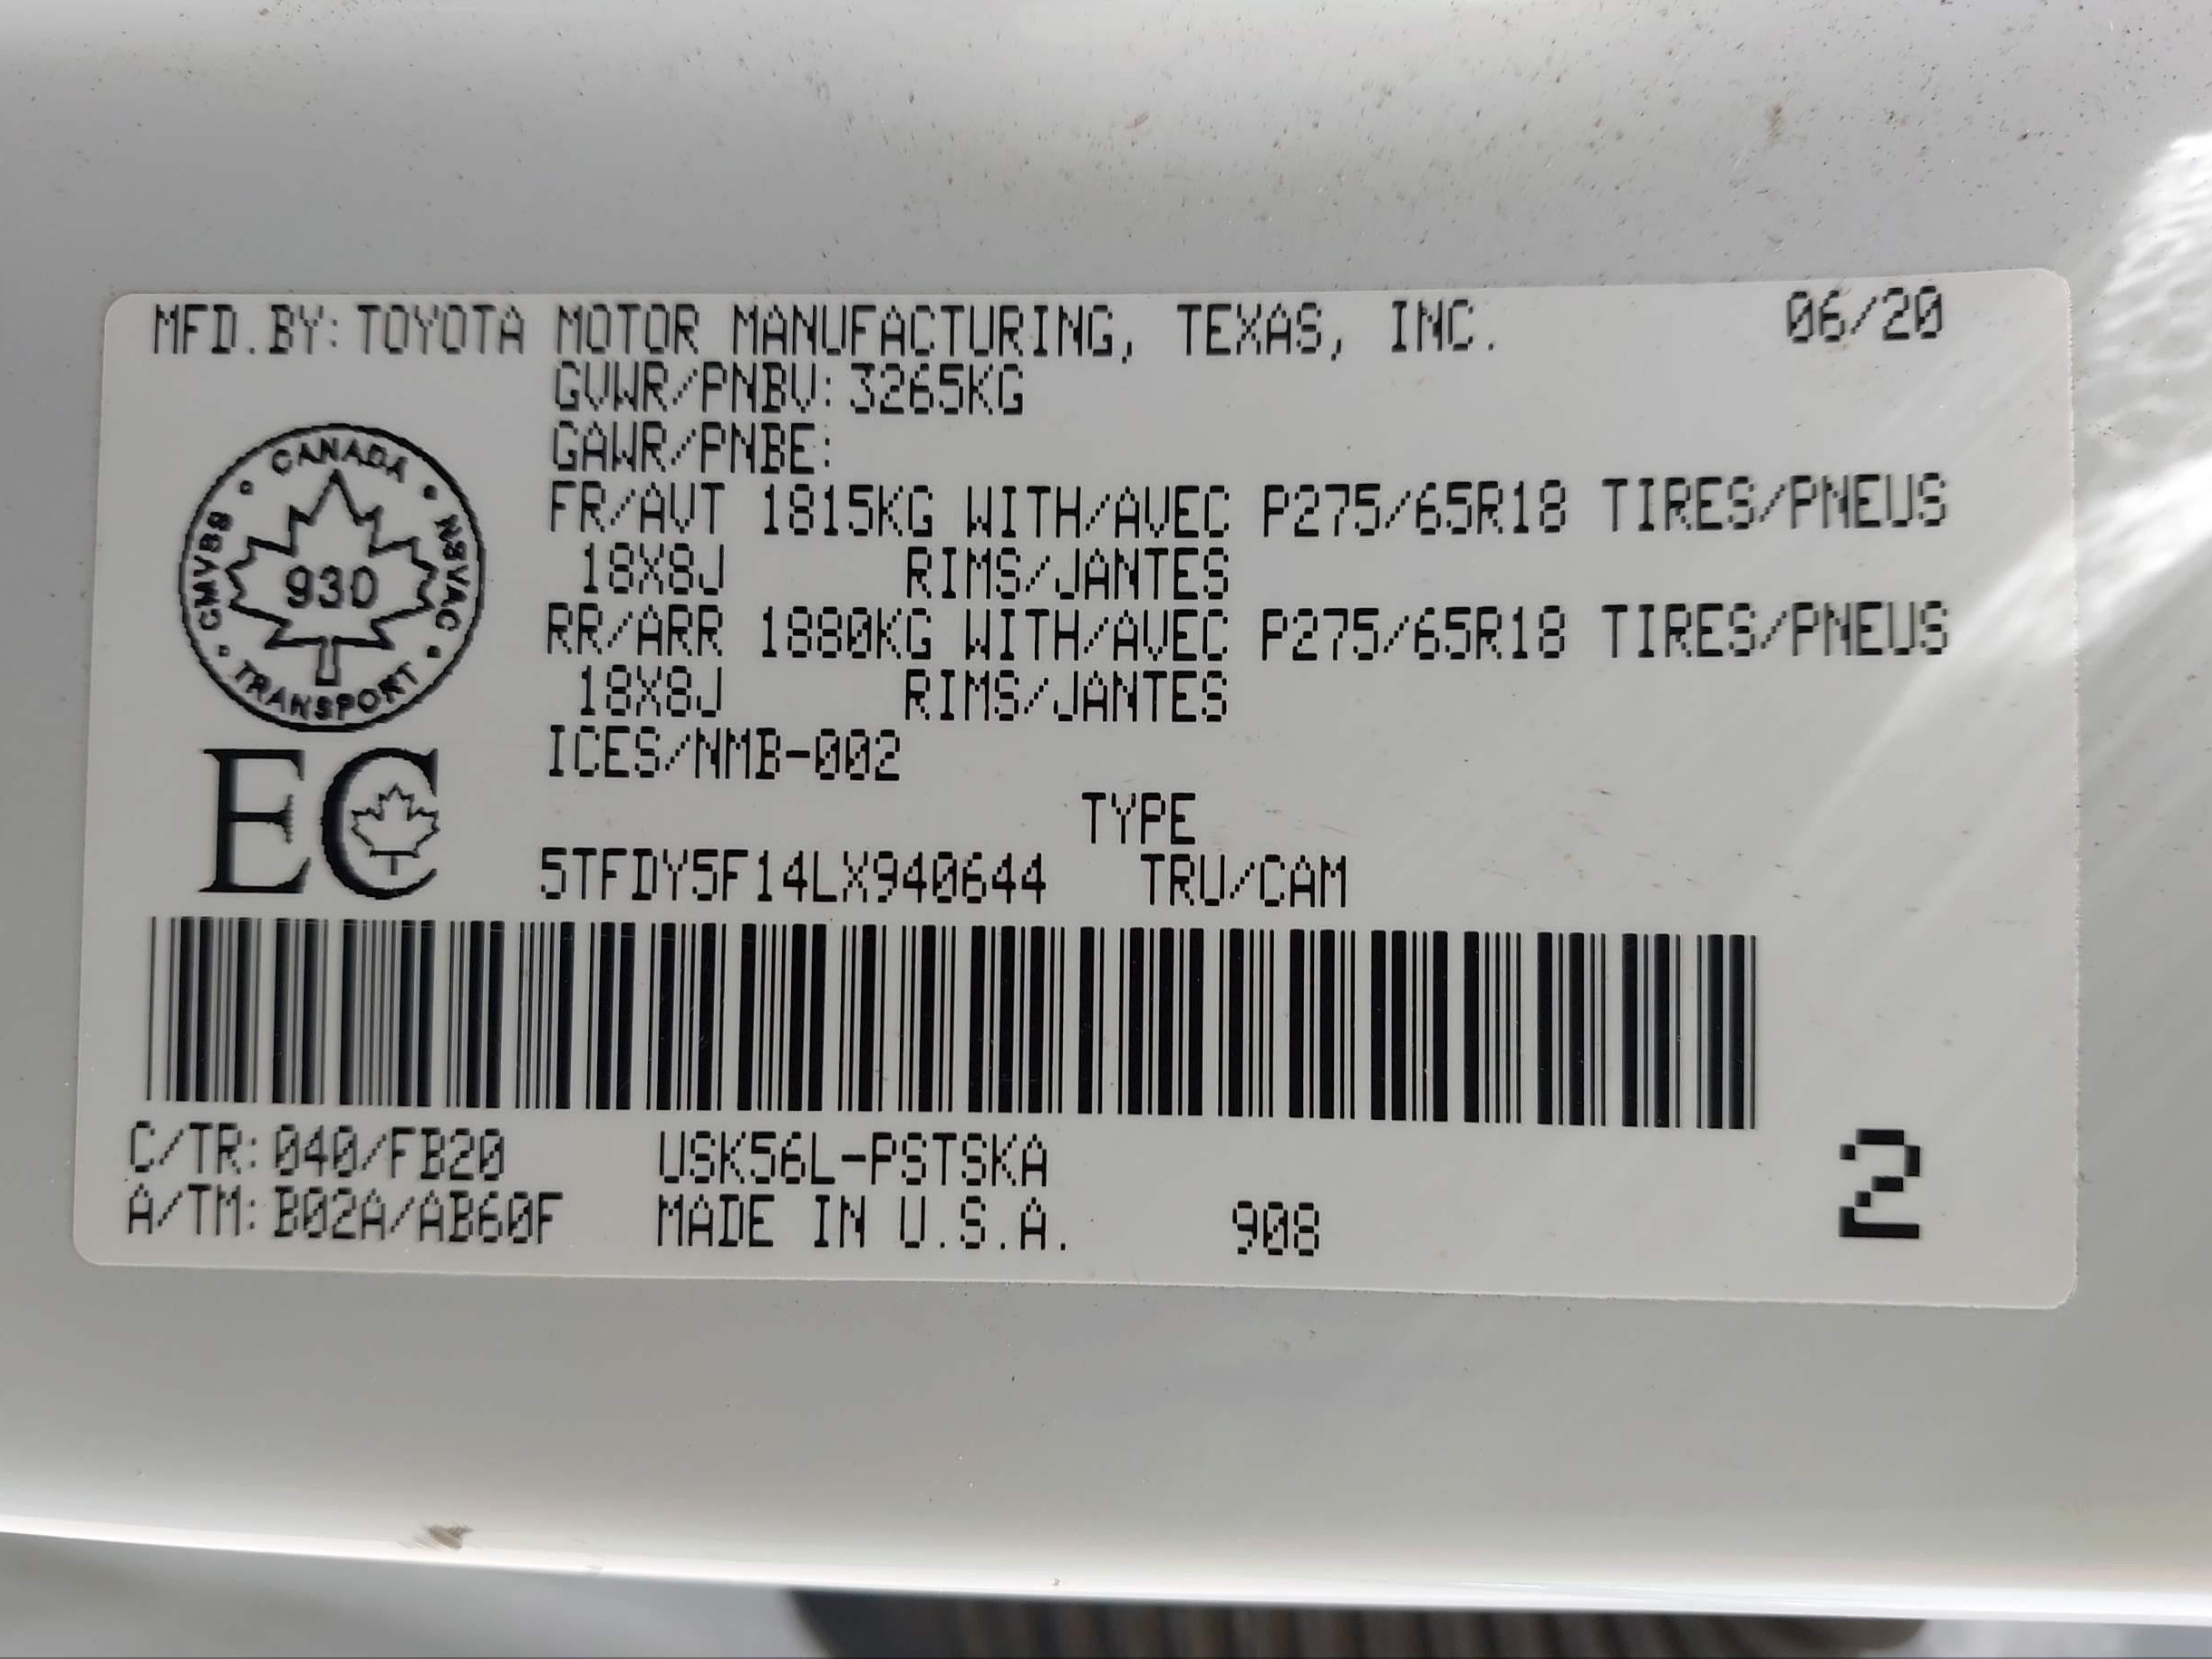 MFD.BY: TOYOTA MOTOR MANUFACTURING, TEXAS, INC. 06/20
GVWR/PNBV: 3265KG
GAWR/PNBE:
FR/AVT 1815KG WITH/AVEC P275/65R18 TIRES/PNEUS
18X8J RIMS/JANTES
RR/ARR 1880KG WITH/AVEC P275/65R18 TIRES/PNEUS
18X8J RIMS/JANTES
ICES/NMB-002
CANADA
CMVSS
NSVAC
930
TRANSPORT
EC
TYPE
5TFDY5F14LX940644 TRU/CAM
C/TR: 040/FB20 USK56L-PSTSKA
A/TM: B02A/AB60F MADE IN U.S.A. 908
2